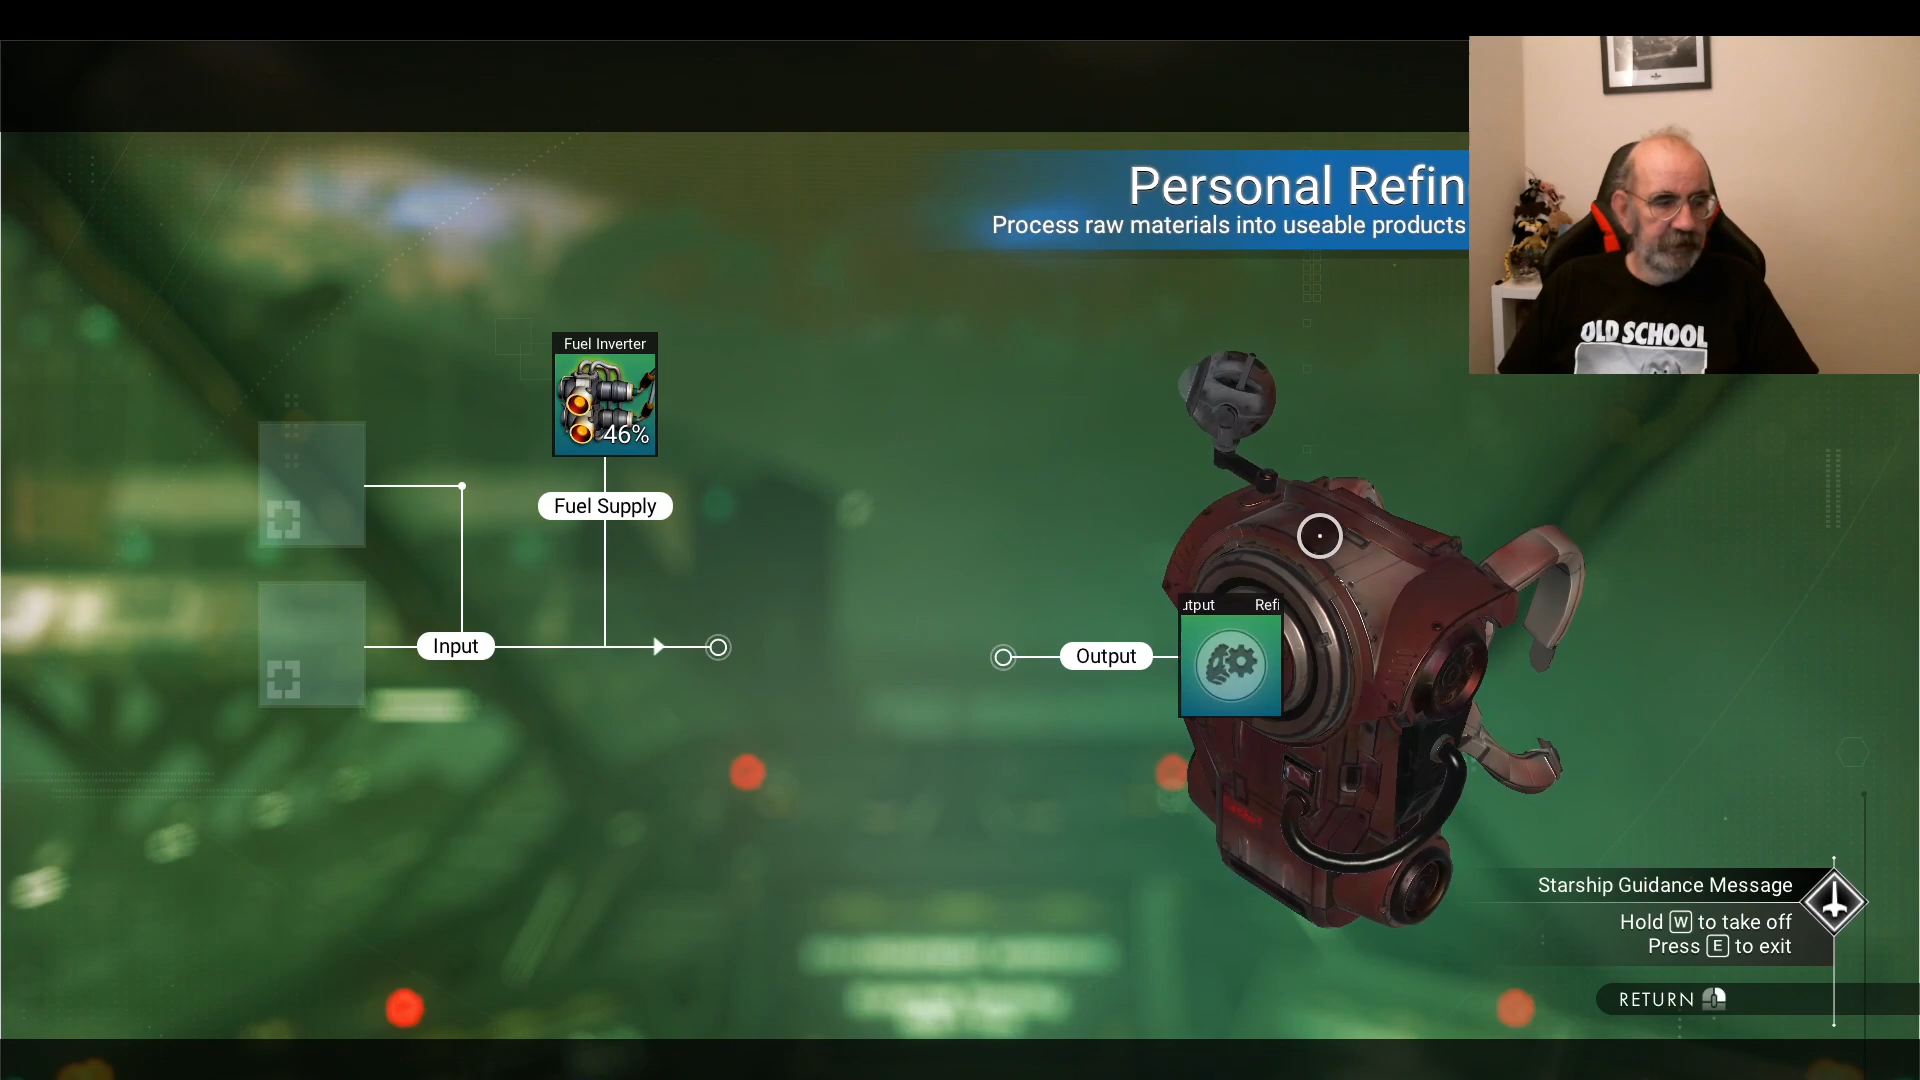 Personal Refin
Process raw materials into useable products
OLD SCHOOL
Fuel Inverter
46%
Fuel Supply
Input
Output
utput Refi
Starship Guidance Message
Hold W to take off
Press E to exit
RETURN